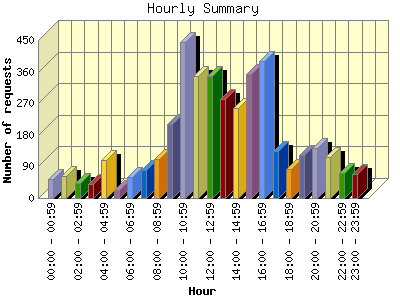 Hourly Summary
450
360
270
180
90
0
Number of requests
00:00 - 00:59
02:00 - 02:59
04:00 - 04:59
06:00 - 06:59
08:00 - 08:59
10:00 - 10:59
12:00 - 12:59
14:00 - 14:59
16:00 - 16:59
18:00 - 18:59
20:00 - 20:59
22:00 - 22:59
23:00 - 23:59
Hour